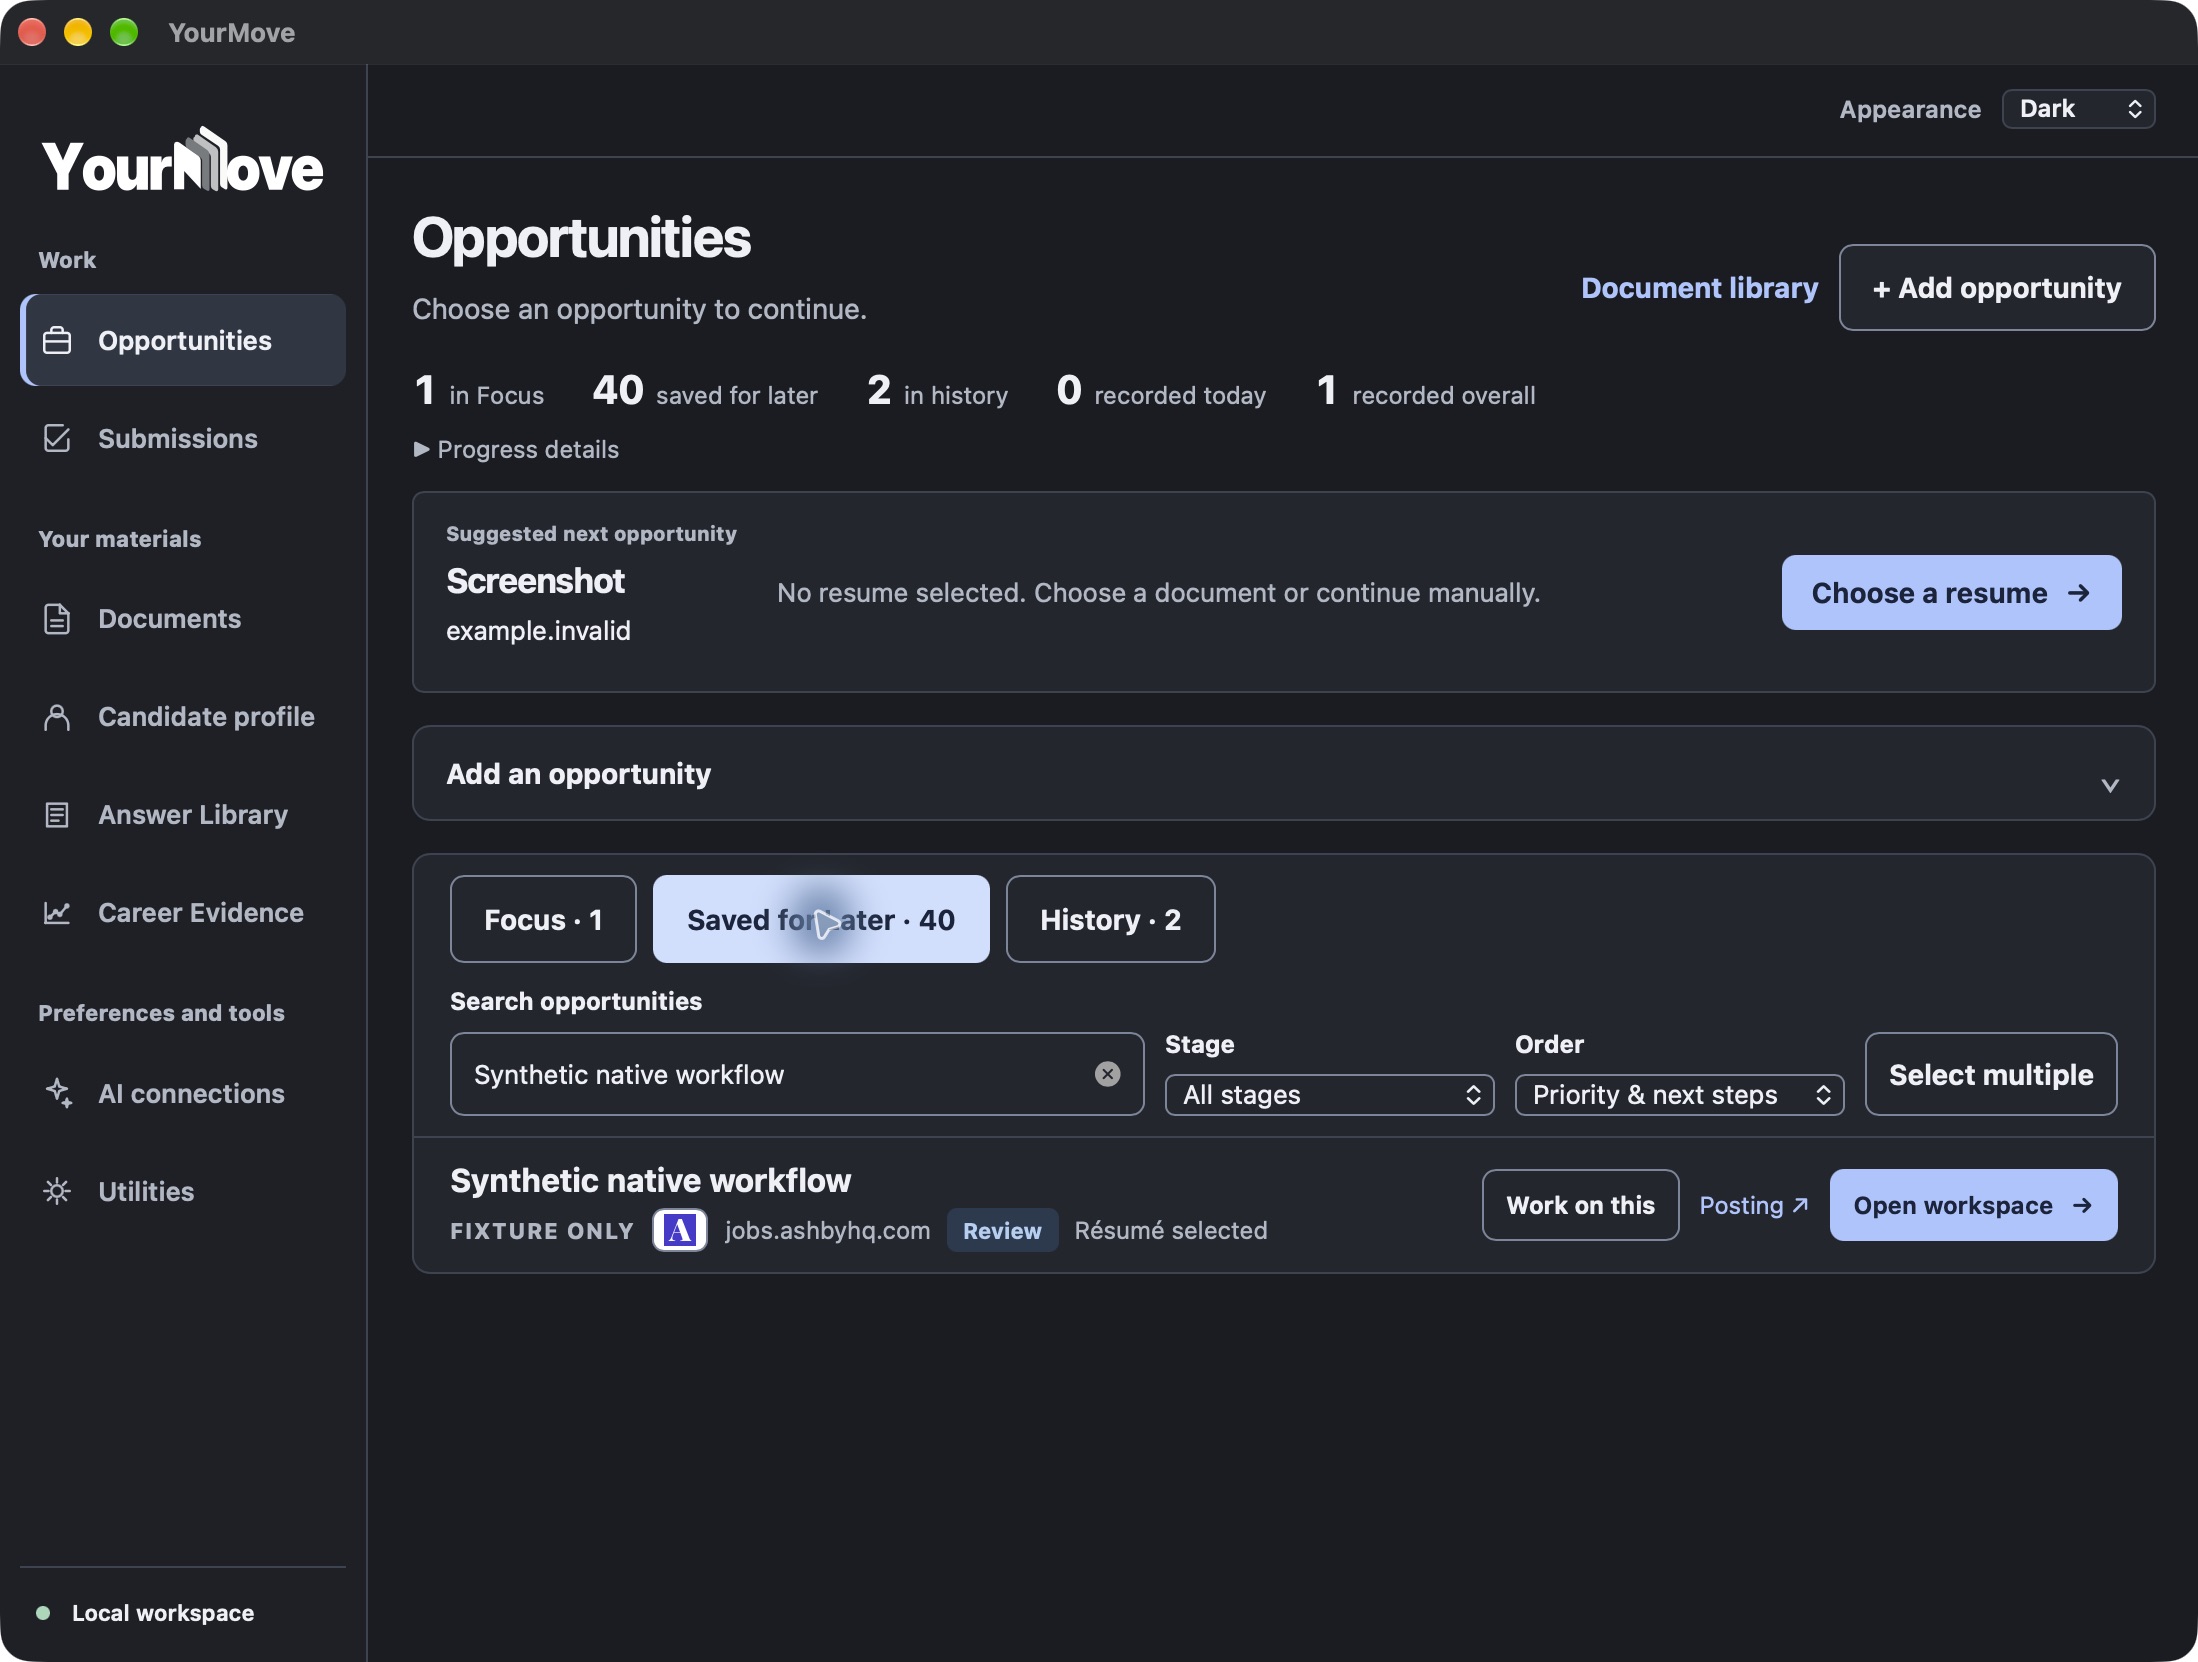 YourMove
YourMove
Work
Opportunities
Submissions
Your materials
Documents
Candidate profile
Answer Library
Career Evidence
Preferences and tools
AI connections
Utilities
Local workspace
Appearance
Dark
Opportunities
Choose an opportunity to continue.
Document library
+ Add opportunity
1 in Focus 40 saved for later 2 in history 0 recorded today 1 recorded overall
Progress details
Suggested next opportunity
Screenshot
example.invalid
No resume selected. Choose a document or continue manually.
Choose a resume →
Add an opportunity
Focus · 1
Saved for Later · 40
History · 2
Search opportunities
Synthetic native workflow
Stage
All stages
Order
Priority & next steps
Select multiple
Synthetic native workflow
FIXTURE ONLY A jobs.ashbyhq.com Review Résumé selected
Work on this
Posting ↗
Open workspace →